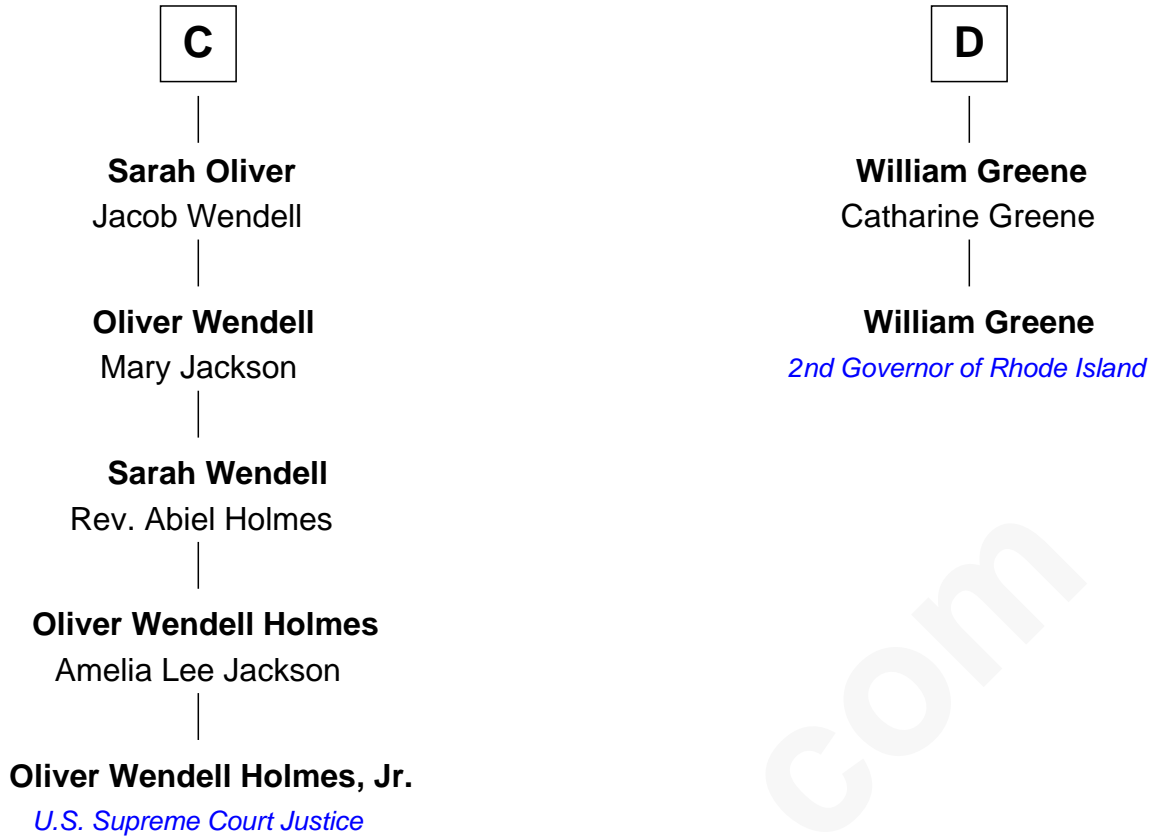 C
Sarah Oliver
Jacob Wendell
Oliver Wendell
Mary Jackson
Sarah Wendell
Rev. Abiel Holmes
Oliver Wendell Holmes
Amelia Lee Jackson
Oliver Wendell Holmes, Jr.
U.S. Supreme Court Justice
D
William Greene
Catharine Greene
William Greene
2nd Governor of Rhode Island
com